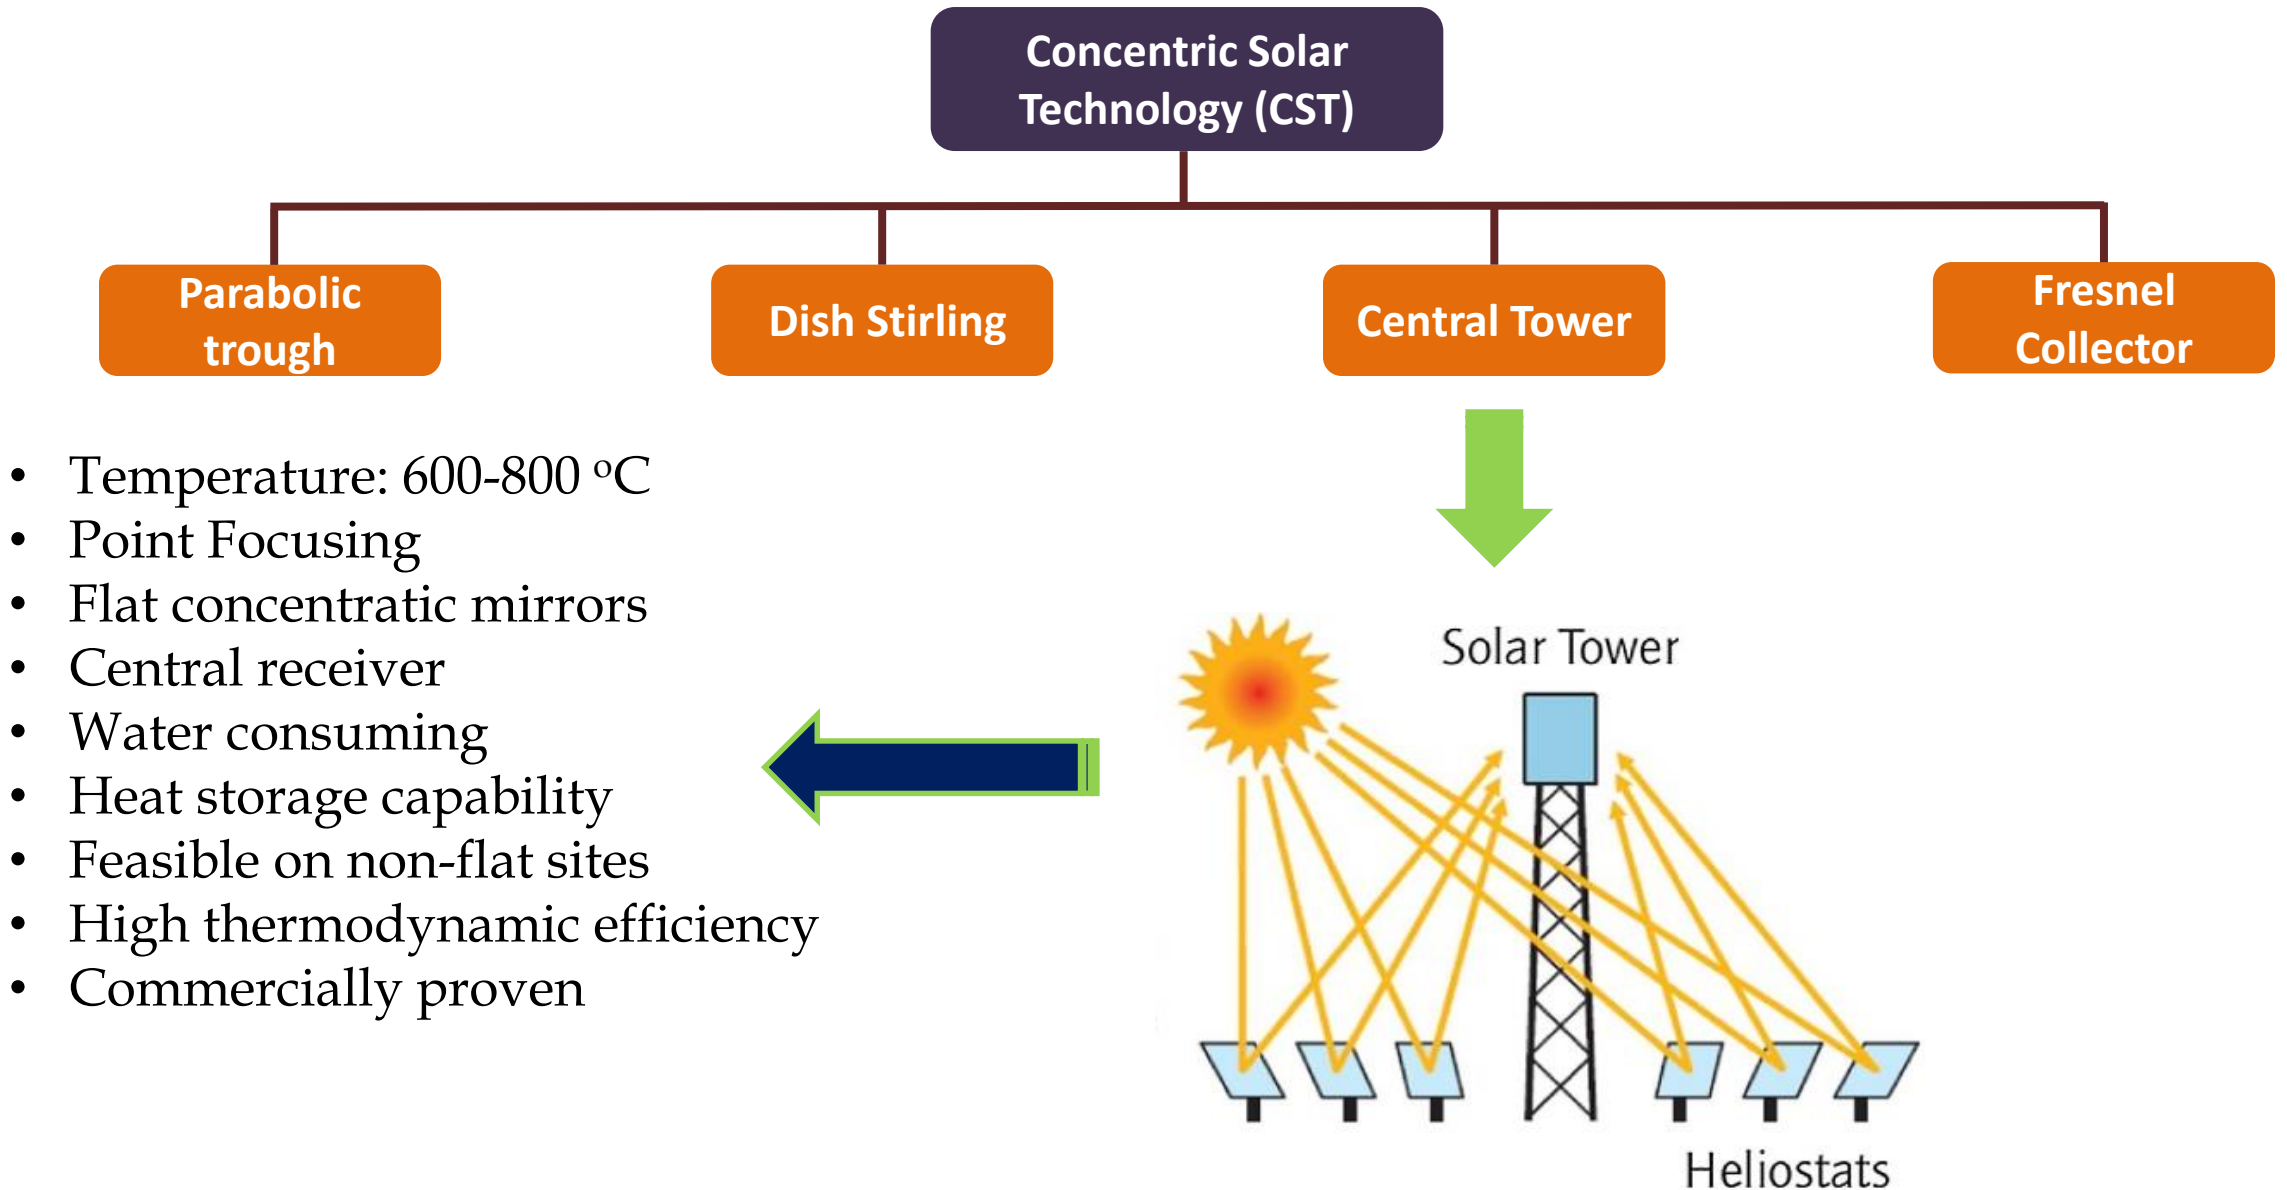 Concentric Solar
Technology (CST)
Parabolic
trough
Dish Stirling
Central Tower
Fresnel
Collector
• Temperature: 600-800 ºC
• Point Focusing
• Flat concentratic mirrors
• Central receiver
• Water consuming
• Heat storage capability
• Feasible on non-flat sites
• High thermodynamic efficiency
• Commercially proven
Solar Tower
Heliostats